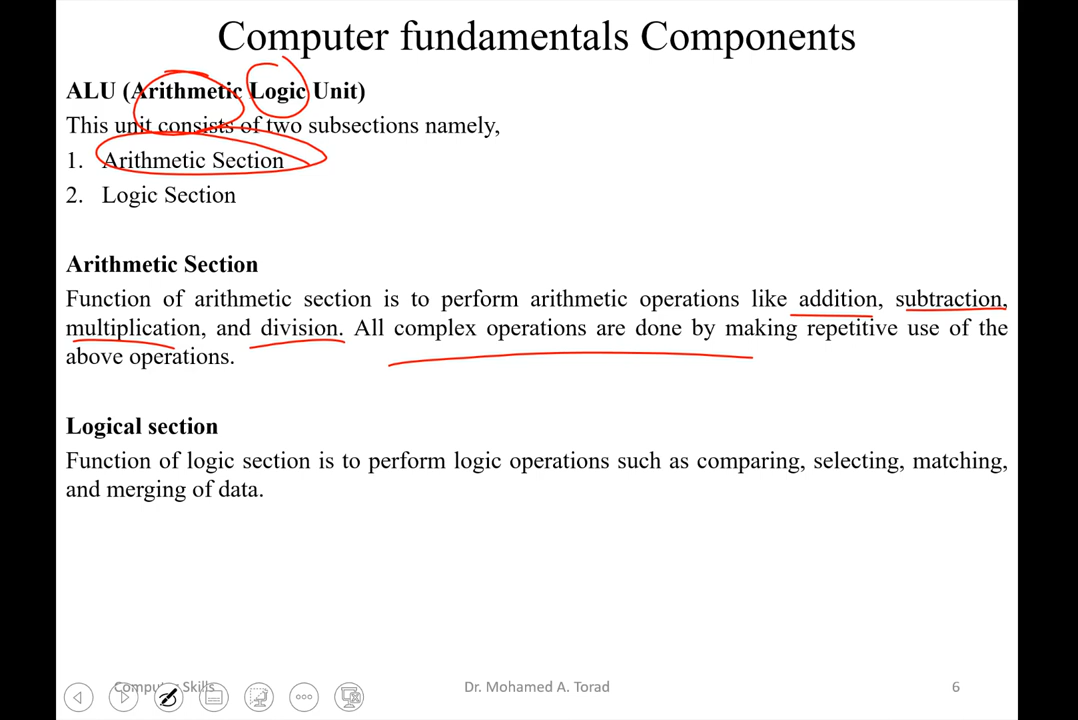 Computer fundamentals Components
ALU (Arithmetic Logic Unit)
This unit consists of two subsections namely,
1. Arithmetic Section
2. Logic Section
Arithmetic Section
Function of arithmetic section is to perform arithmetic operations like addition, subtraction,
multiplication, and division. All complex operations are done by making repetitive use of the
above operations.
Logical section
Function of logic section is to perform logic operations such as comparing, selecting, matching,
and merging of data.
Computer Skills
Dr. Mohamed A. Torad
6